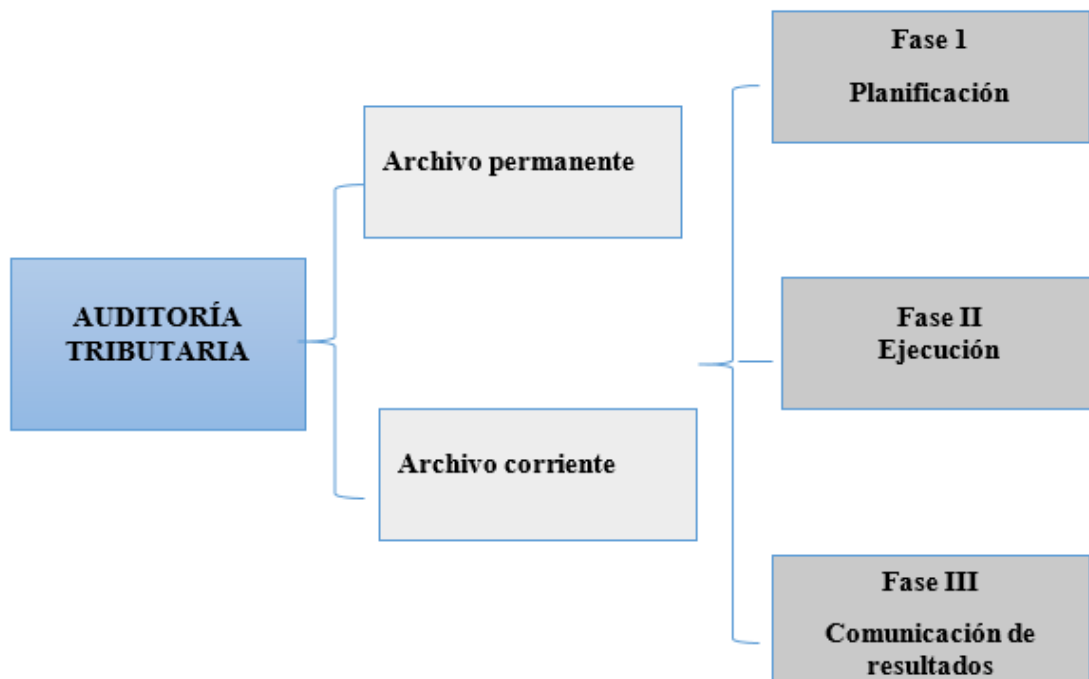 AUDITORÍA
TRIBUTARIA
Archivo permanente
Archivo corriente
Fase 1
Planificación
Fase II
Ejecución
Fase III
Comunicación de
resultados